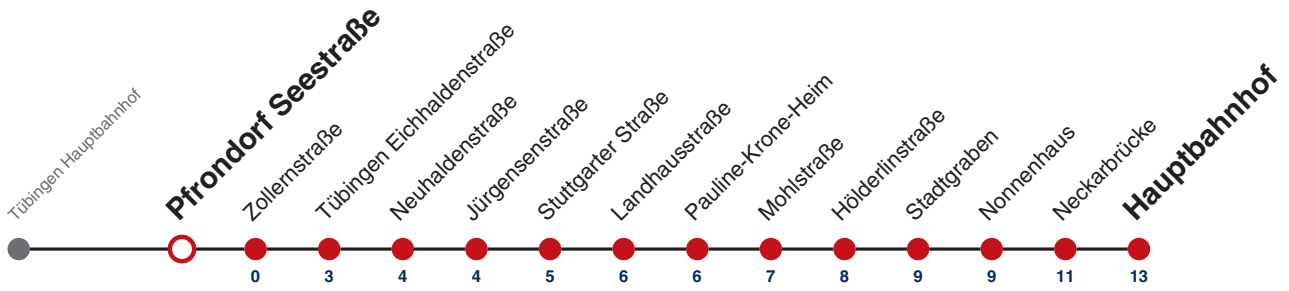 Tübingen Hauptbahnhof
Pfrondorf Seestraße
Zollernstraße
Tübingen Eichhaldenstraße
Neuhaldenstraße
Jürgensenstraße
Stuttgarter Straße
Landhausstraße
Pauline-Krone-Heim
Mohlstraße
Hölderlinstraße
Stadtgraben
Nonnenhaus
Neckarbrücke
Hauptbahnhof
0 3 4 4 5 6 6 7 8 9 9 11 13